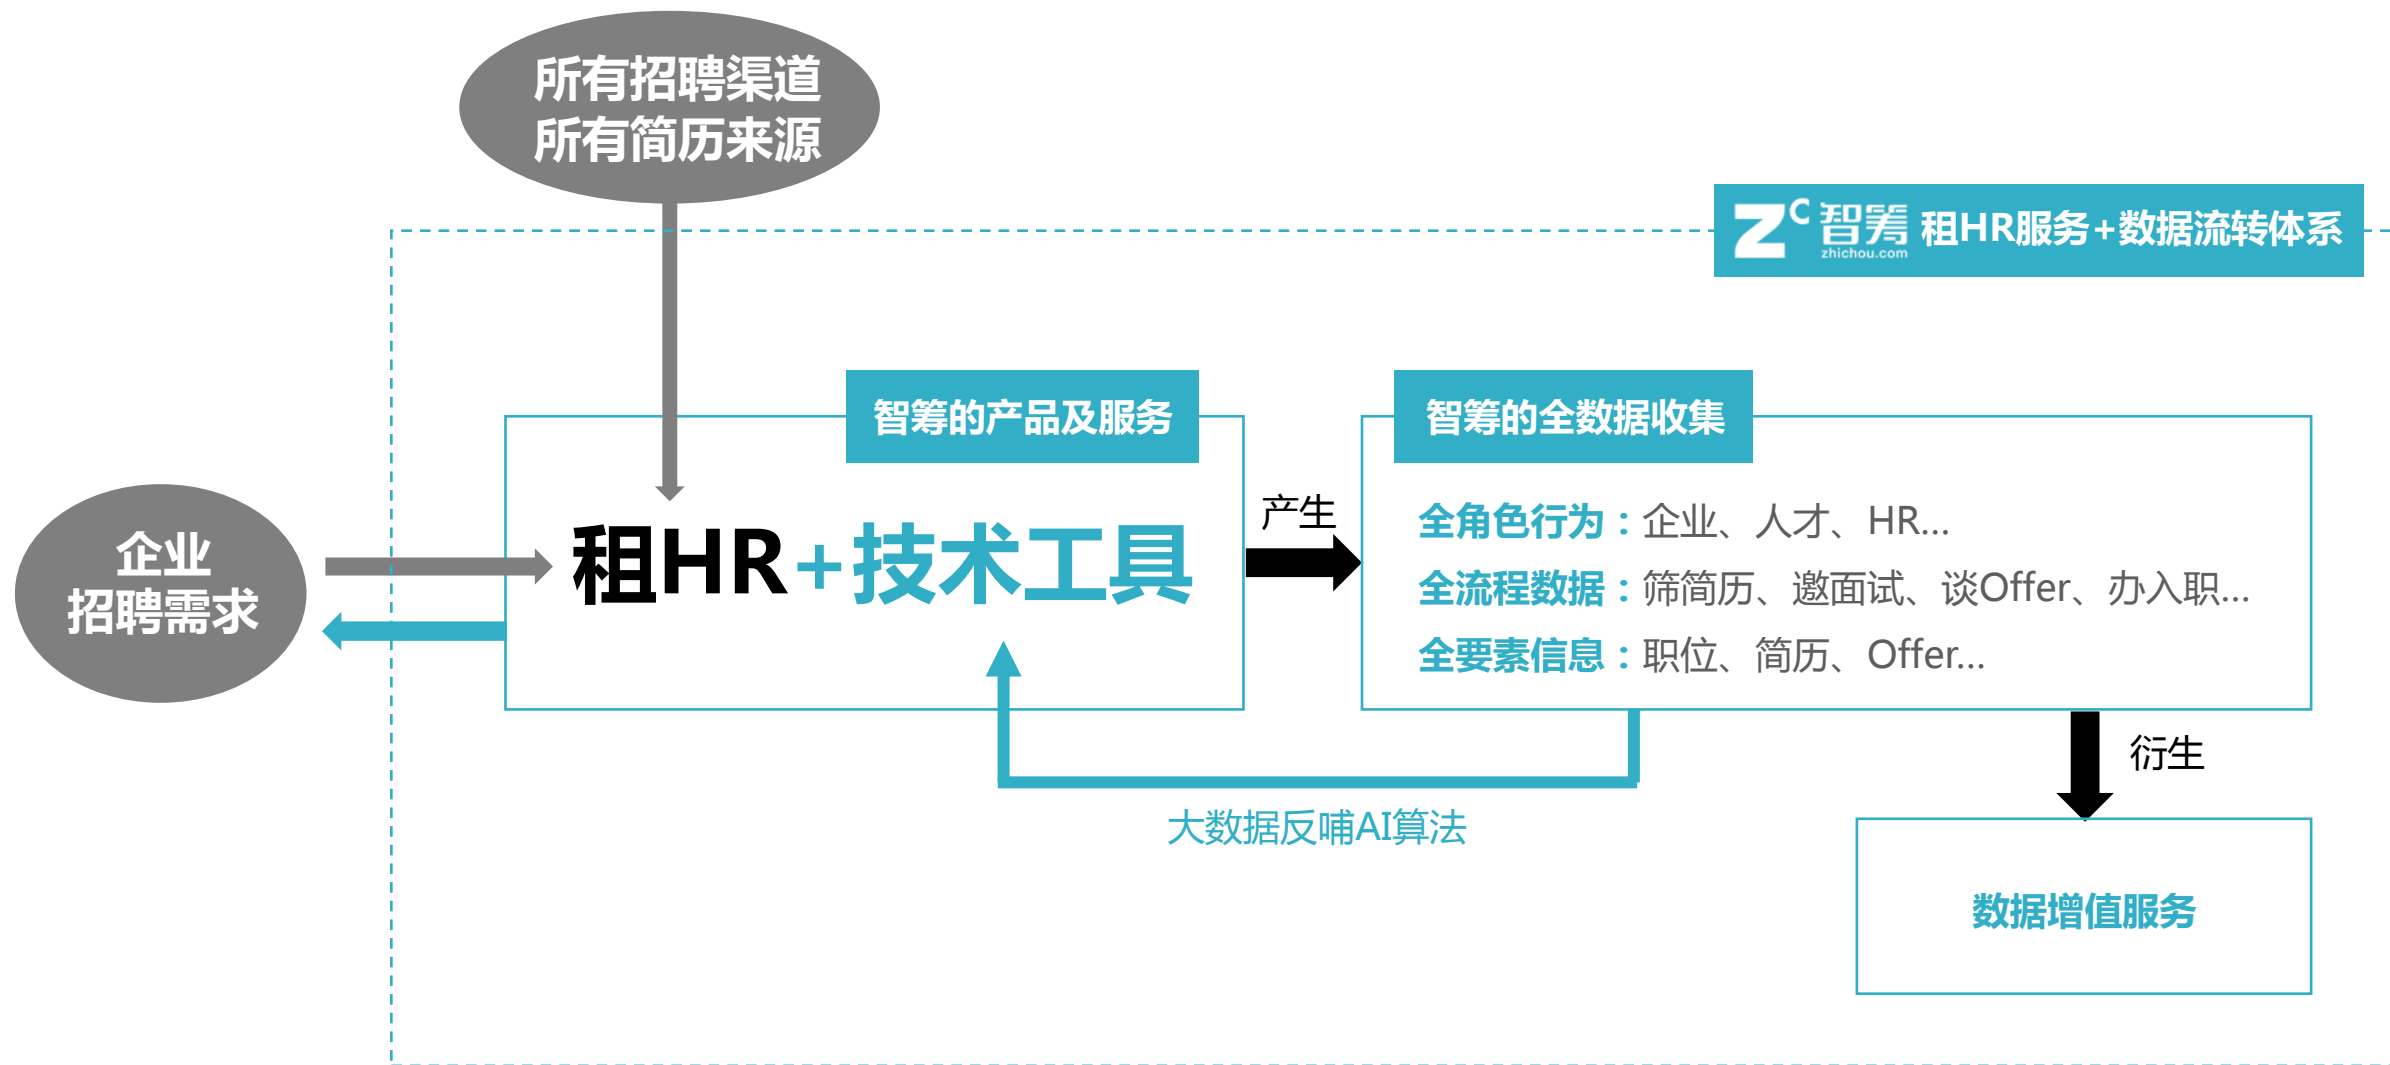 所有招聘渠道
所有简历来源
ZC 智筹 zhichou.com 租HR服务+数据流转体系
智筹的产品及服务
智筹的全数据收集
企业
招聘需求
租HR+技术工具
产生
全角色行为：企业、人才、HR...
全流程数据：筛简历、邀面试、谈Offer、办入职...
全要素信息：职位、简历、Offer...
衍生
大数据反哺AI算法
数据增值服务